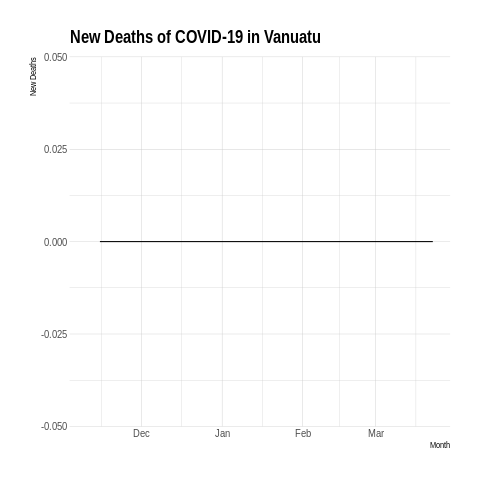 New Deaths of COVID-19 in Vanuatu
New Deaths
0.050
0.025
0.000
-0.025
-0.050
Dec Jan Feb Mar
Month